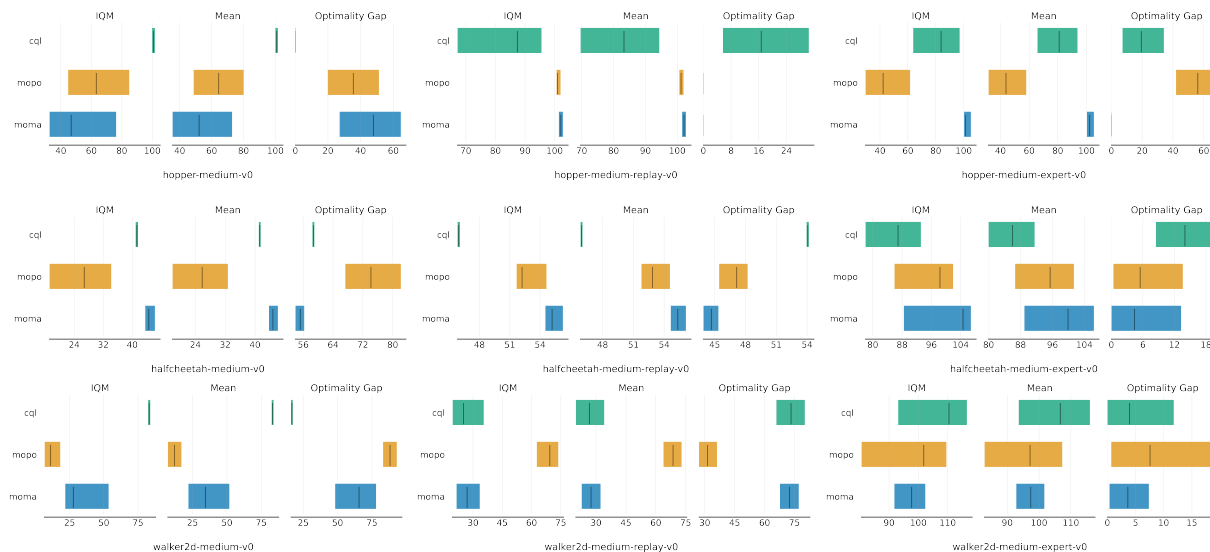 IQM Mean Optimality Gap IQM Mean Optimality Gap IQM Mean Optimality Gap
cql cql cql
mopo mopo mopo
moma moma moma
40 60 80 100 40 60 80 100 0 20 40 60 70 80 90 100 70 80 90 100 0 8 16 24 40 60 80 100 40 60 80 100 0 20 40 60
hopper-medium-v0 hopper-medium-replay-v0 hopper-medium-expert-v0
IQM Mean Optimality Gap IQM Mean Optimality Gap IQM Mean Optimality Gap
cql cql cql
mopo mopo mopo
moma moma moma
24 32 40 24 32 40 56 64 72 80 48 51 54 48 51 54 45 48 51 54 80 88 96 104 80 88 96 104 0 6 12 18
halfcheetah-medium-v0 halfcheetah-medium-replay-v0 halfcheetah-medium-expert-v0
IQM Mean Optimality Gap IQM Mean Optimality Gap IQM Mean Optimality Gap
cql cql cql
mopo mopo mopo
moma moma moma
25 50 75 25 50 75 25 50 75 30 45 60 75 30 45 60 75 30 45 60 75 90 100 110 90 100 110 0 5 10 15
walker2d-medium-v0 walker2d-medium-replay-v0 walker2d-medium-expert-v0